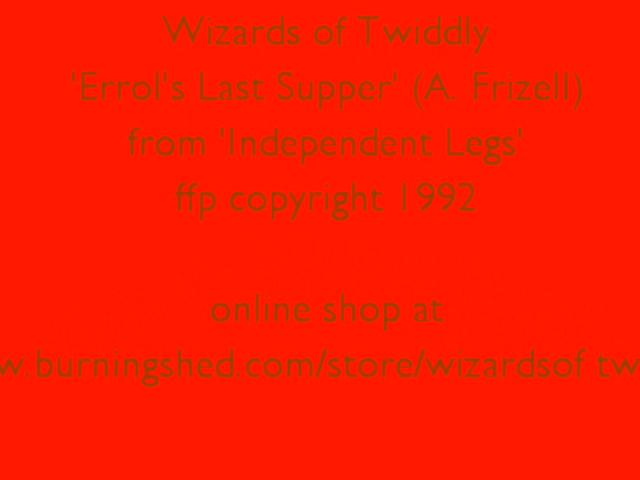 Wizards of Twiddly
'Errol's Last Supper' (A. Frizell)
from 'Independent Legs'
ffp copyright 1992
online shop at
w.burningshed.com/store/wizardsof tw